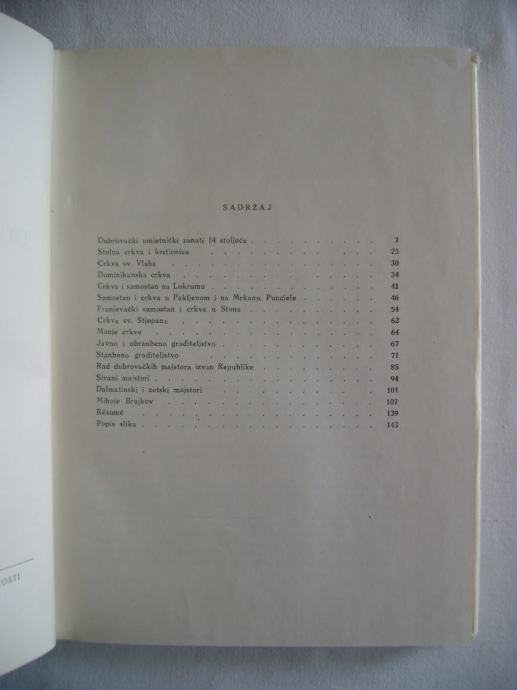 SADRŽAJ
Dubrovački umjetnički zanati 14 stoljeća . . . . . . . . . 7
Stolna crkva i krstionica . . . . . . . . . . . . . 23
Crkva sv. Vlaha . . . . . . . . . . . . . . . 30
Dominikanska crkva . . . . . . . . . . . . . . 34
Crkva i samostan na Lokrumu . . . . . . . . . . . 41
Samostan i crkva u Pakljenom i na Mrkanu. Puncjele . . . . . 46
Franjevački samostan i crkva u Stonu . . . . . . . . . 54
Crkva sv. Stjepana . . . . . . . . . . . . . . 62
Manje crkve . . . . . . . . . . . . . . . . 64
Javno i obranbeno graditeljstvo . . . . . . . . . . . 67
Stanbeno graditeljstvo . . . . . . . . . . . . . 71
Rad dubrovačkih majstora izvan Republike . . . . . . . . 85
Strani majstori . . . . . . . . . . . . . . . 94
Dalmatinski i zetski majstori . . . . . . . . . . . . 101
Mihoje Brajkov . . . . . . . . . . . . . . . 107
Résumé . . . . . . . . . . . . . . . . . 139
Popis slika . . . . . . . . . . . . . . . . 143